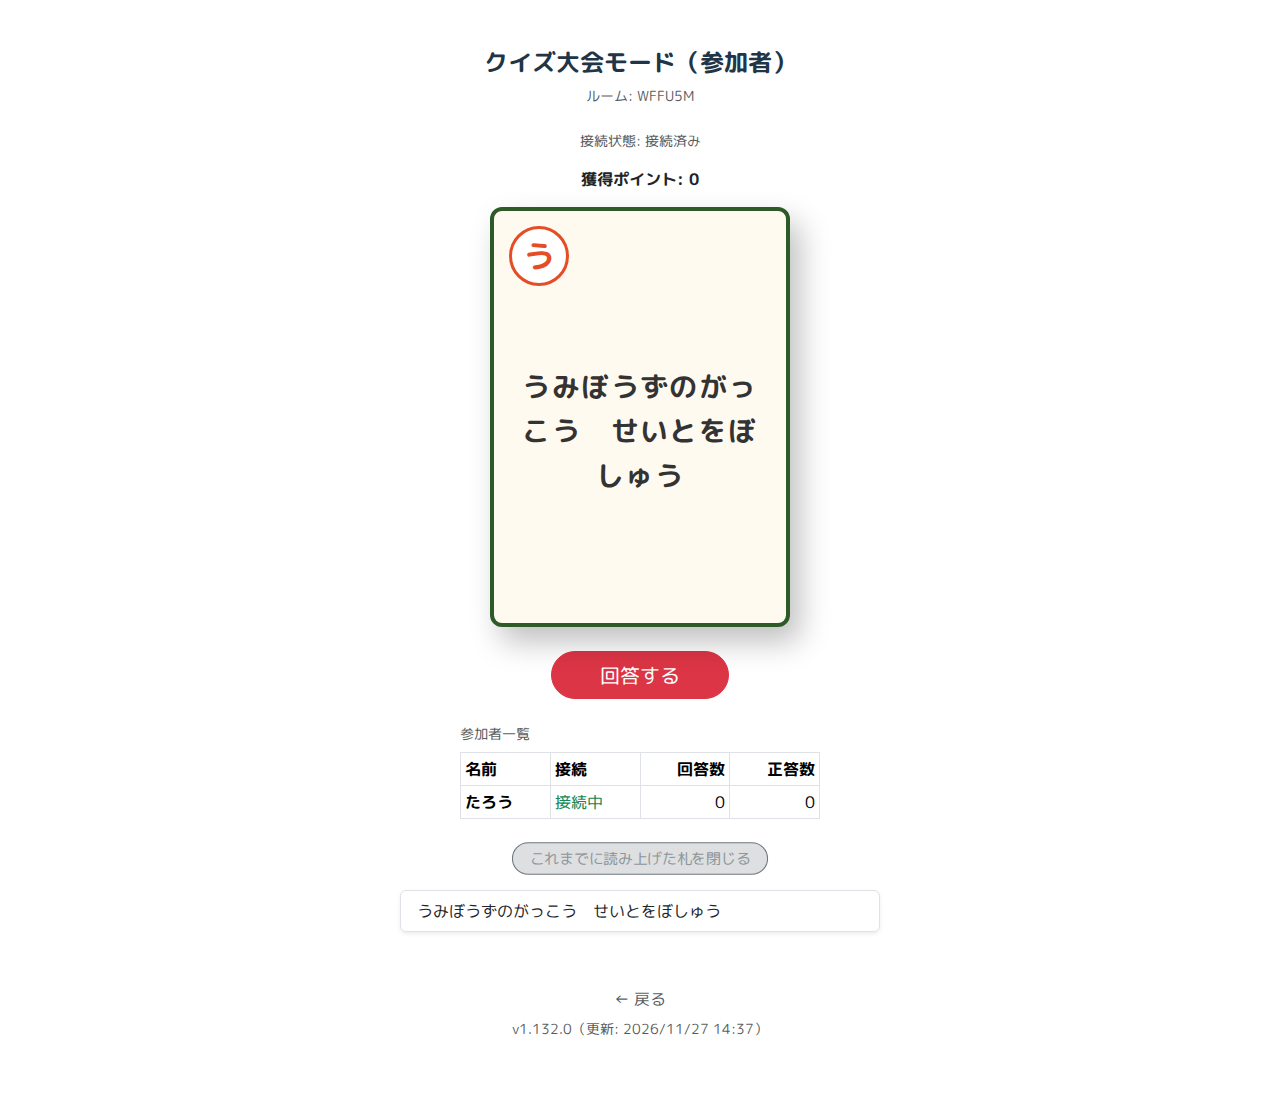 クイズ大会モード（参加者）
ルーム: WFFU5M
接続状態: 接続済み
獲得ポイント: 0
う
うみぼうずのがっ
こう　せいとをぼ
しゅう
回答する
参加者一覧
名前 接続 回答数 正答数
たろう 接続中 0 0
これまでに読み上げた札を閉じる
うみぼうずのがっこう　せいとをぼしゅう
← 戻る
v1.132.0（更新: 2026/11/27 14:37）